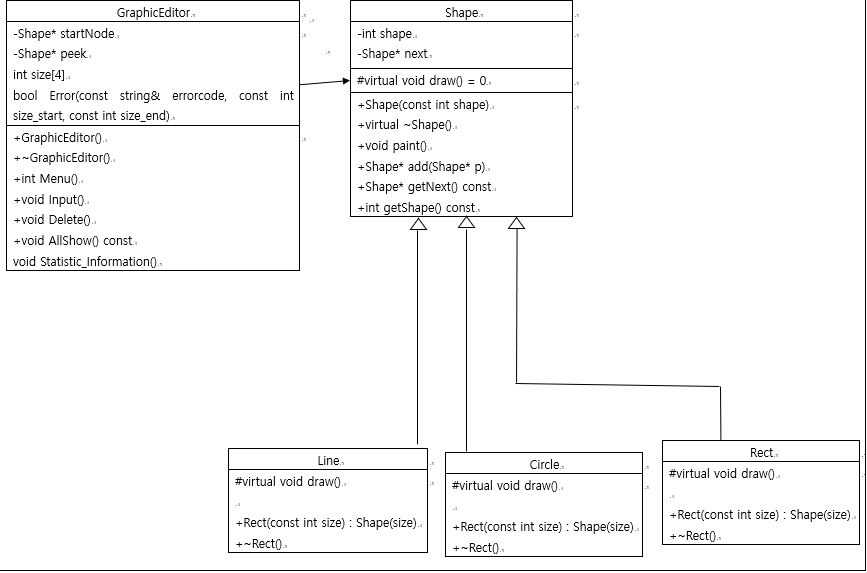 GraphicEditor
-Shape* startNode
-Shape* peek
int size[4]
bool Error(const string& errorcode, const int
size_start, const int size_end)
+GraphicEditor()
+~GraphicEditor()
+int Menu()
+void Input()
+void Delete()
+void AllShow() const
void Statistic_Information()
Shape
-int shape
-Shape* next
#virtual void draw() = 0
+Shape(const int shape)
+virtual ~Shape()
+void paint()
+Shape* add(Shape* p)
+Shape* getNext() const
+int getShape() const
Line
#virtual void draw()
+Rect(const int size) : Shape(size)
+~Rect()
Circle
#virtual void draw()
+Rect(const int size) : Shape(size)
+~Rect()
Rect
#virtual void draw()
+Rect(const int size) : Shape(size)
+~Rect()